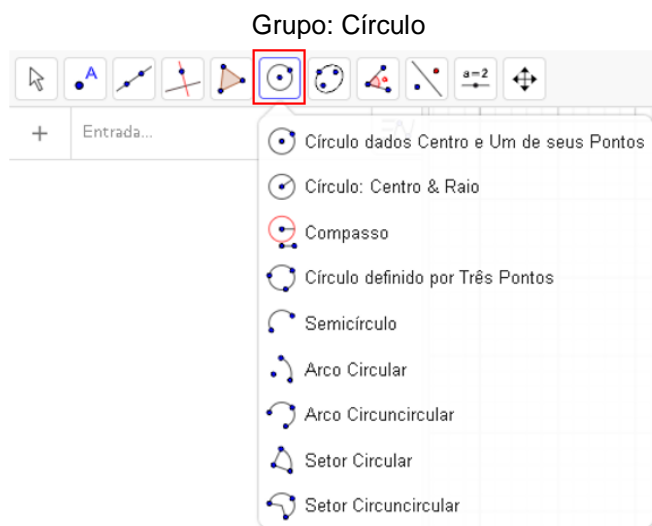 Grupo: Círculo
A
a=2
+ Entrada...
Círculo dados Centro e Um de seus Pontos
Círculo: Centro & Raio
Compasso
Círculo definido por Três Pontos
Semicírculo
Arco Circular
Arco Circuncircular
Setor Circular
Setor Circuncircular